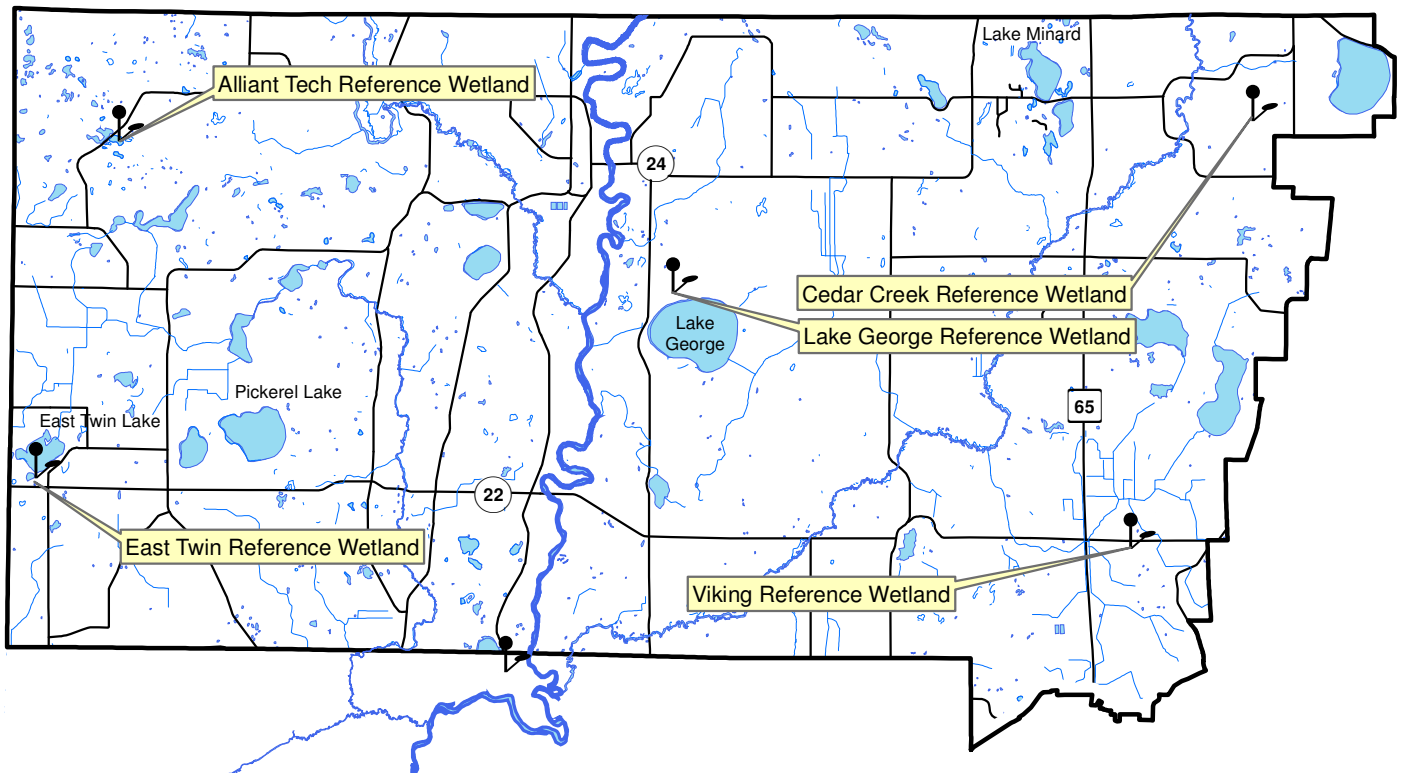 Lake Minard
Alliant Tech Reference Wetland
24
Cedar Creek Reference Wetland
Lake
George
Lake George Reference Wetland
Pickerel Lake
65
East Twin Lake
22
East Twin Reference Wetland
Viking Reference Wetland